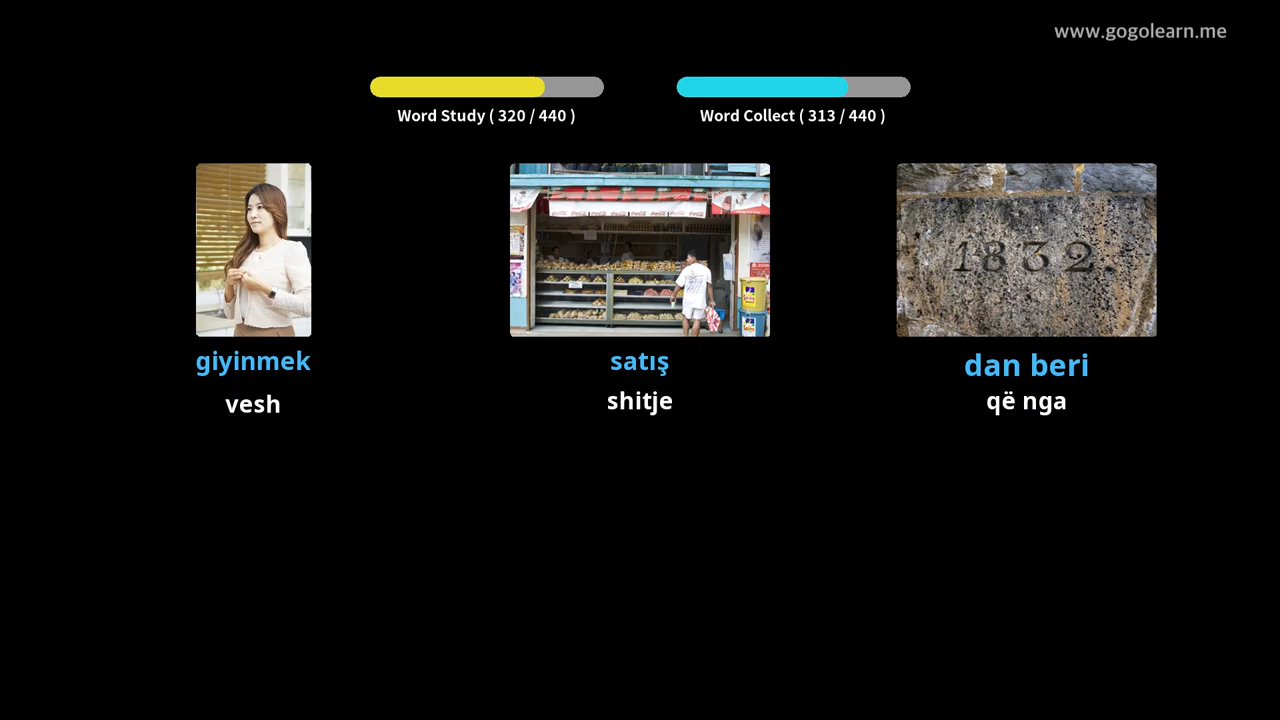 www.gogolearn.me
Word Study ( 320 / 440 )
Word Collect ( 313 / 440 )
1832.
giyinmek
satış
dan beri
vesh
shitje
që nga